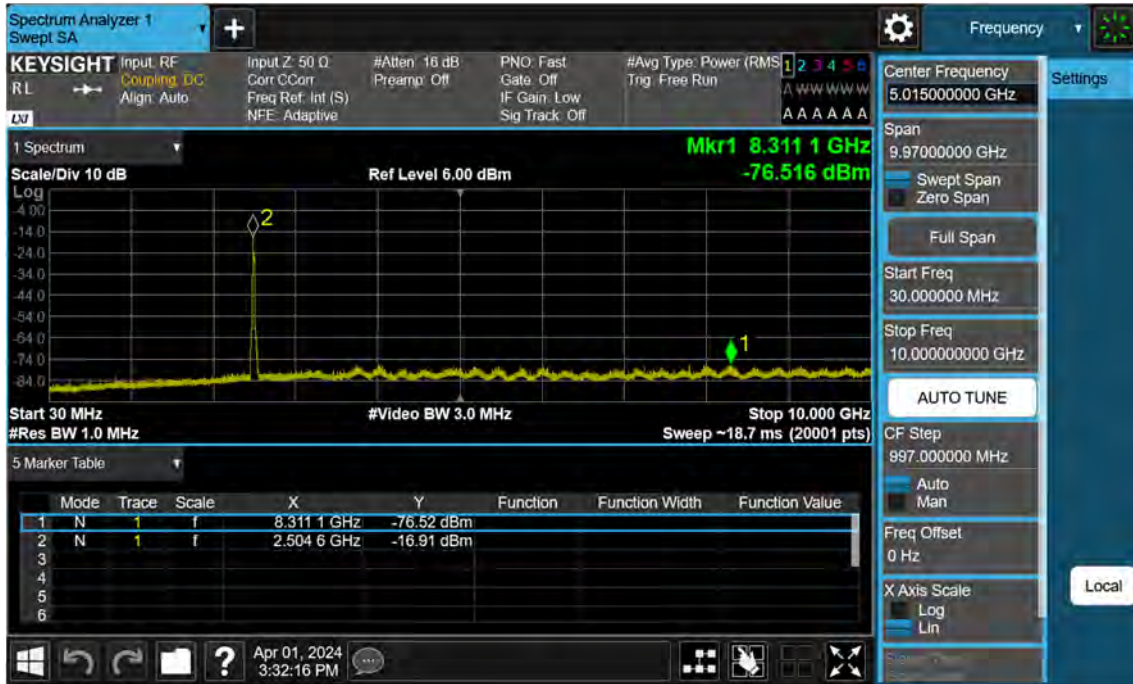 Spectrum Analyzer 1
Swept SA
Frequency
KEYSIGHT
RL
LXI
Input: RF
Coupling: DC
Align: Auto
Input Z: 50 Ω
Corr CCorr
Freq Ref: Int (S)
NFE: Adaptive
#Atten: 16 dB
Preamp: Off
PNO: Fast
Gate: Off
IF Gain: Low
Sig Track: Off
#Avg Type: Power (RMS
Trig: Free Run
1 2 3 4 5 6
A W W W W W
A A A A A A
1 Spectrum
Scale/Div 10 dB
Ref Level 6.00 dBm
Mkr1 8.311 1 GHz
-76.516 dBm
Log
-4.00
-14.0
-24.0
-34.0
-44.0
-54.0
-64.0
-74.0
-84.0
2
1
Start 30 MHz
#Video BW 3.0 MHz
Stop 10.000 GHz
#Res BW 1.0 MHz
Sweep ~18.7 ms (20001 pts)
5 Marker Table
Mode Trace Scale X Y Function Function Width Function Value
1 N 1 f 8.311 1 GHz -76.52 dBm
2 N 1 f 2.504 6 GHz -16.91 dBm
3
4
5
6
Apr 01, 2024
3:32:16 PM
Center Frequency
5.015000000 GHz
Span
9.97000000 GHz
Swept Span
Zero Span
Full Span
Start Freq
30.000000 MHz
Stop Freq
10.000000000 GHz
AUTO TUNE
CF Step
997.000000 MHz
Auto
Man
Freq Offset
0 Hz
X Axis Scale
Log
Lin
Settings
Local